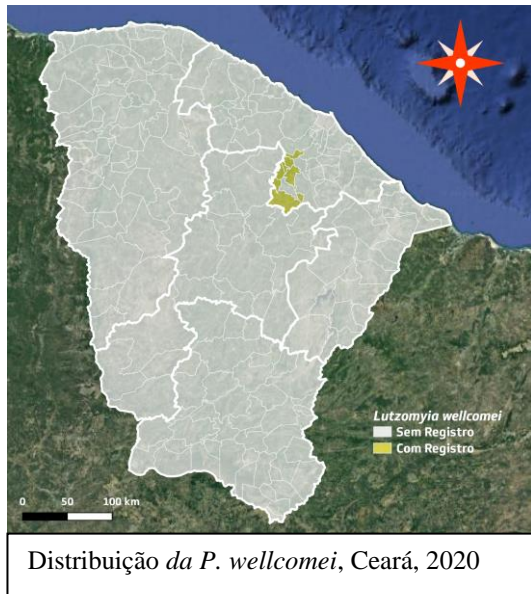 Lutzomyia wellcomei
Sem Registro
Com Registro
0 50 100 km
Distribuição da P. wellcomei, Ceará, 2020